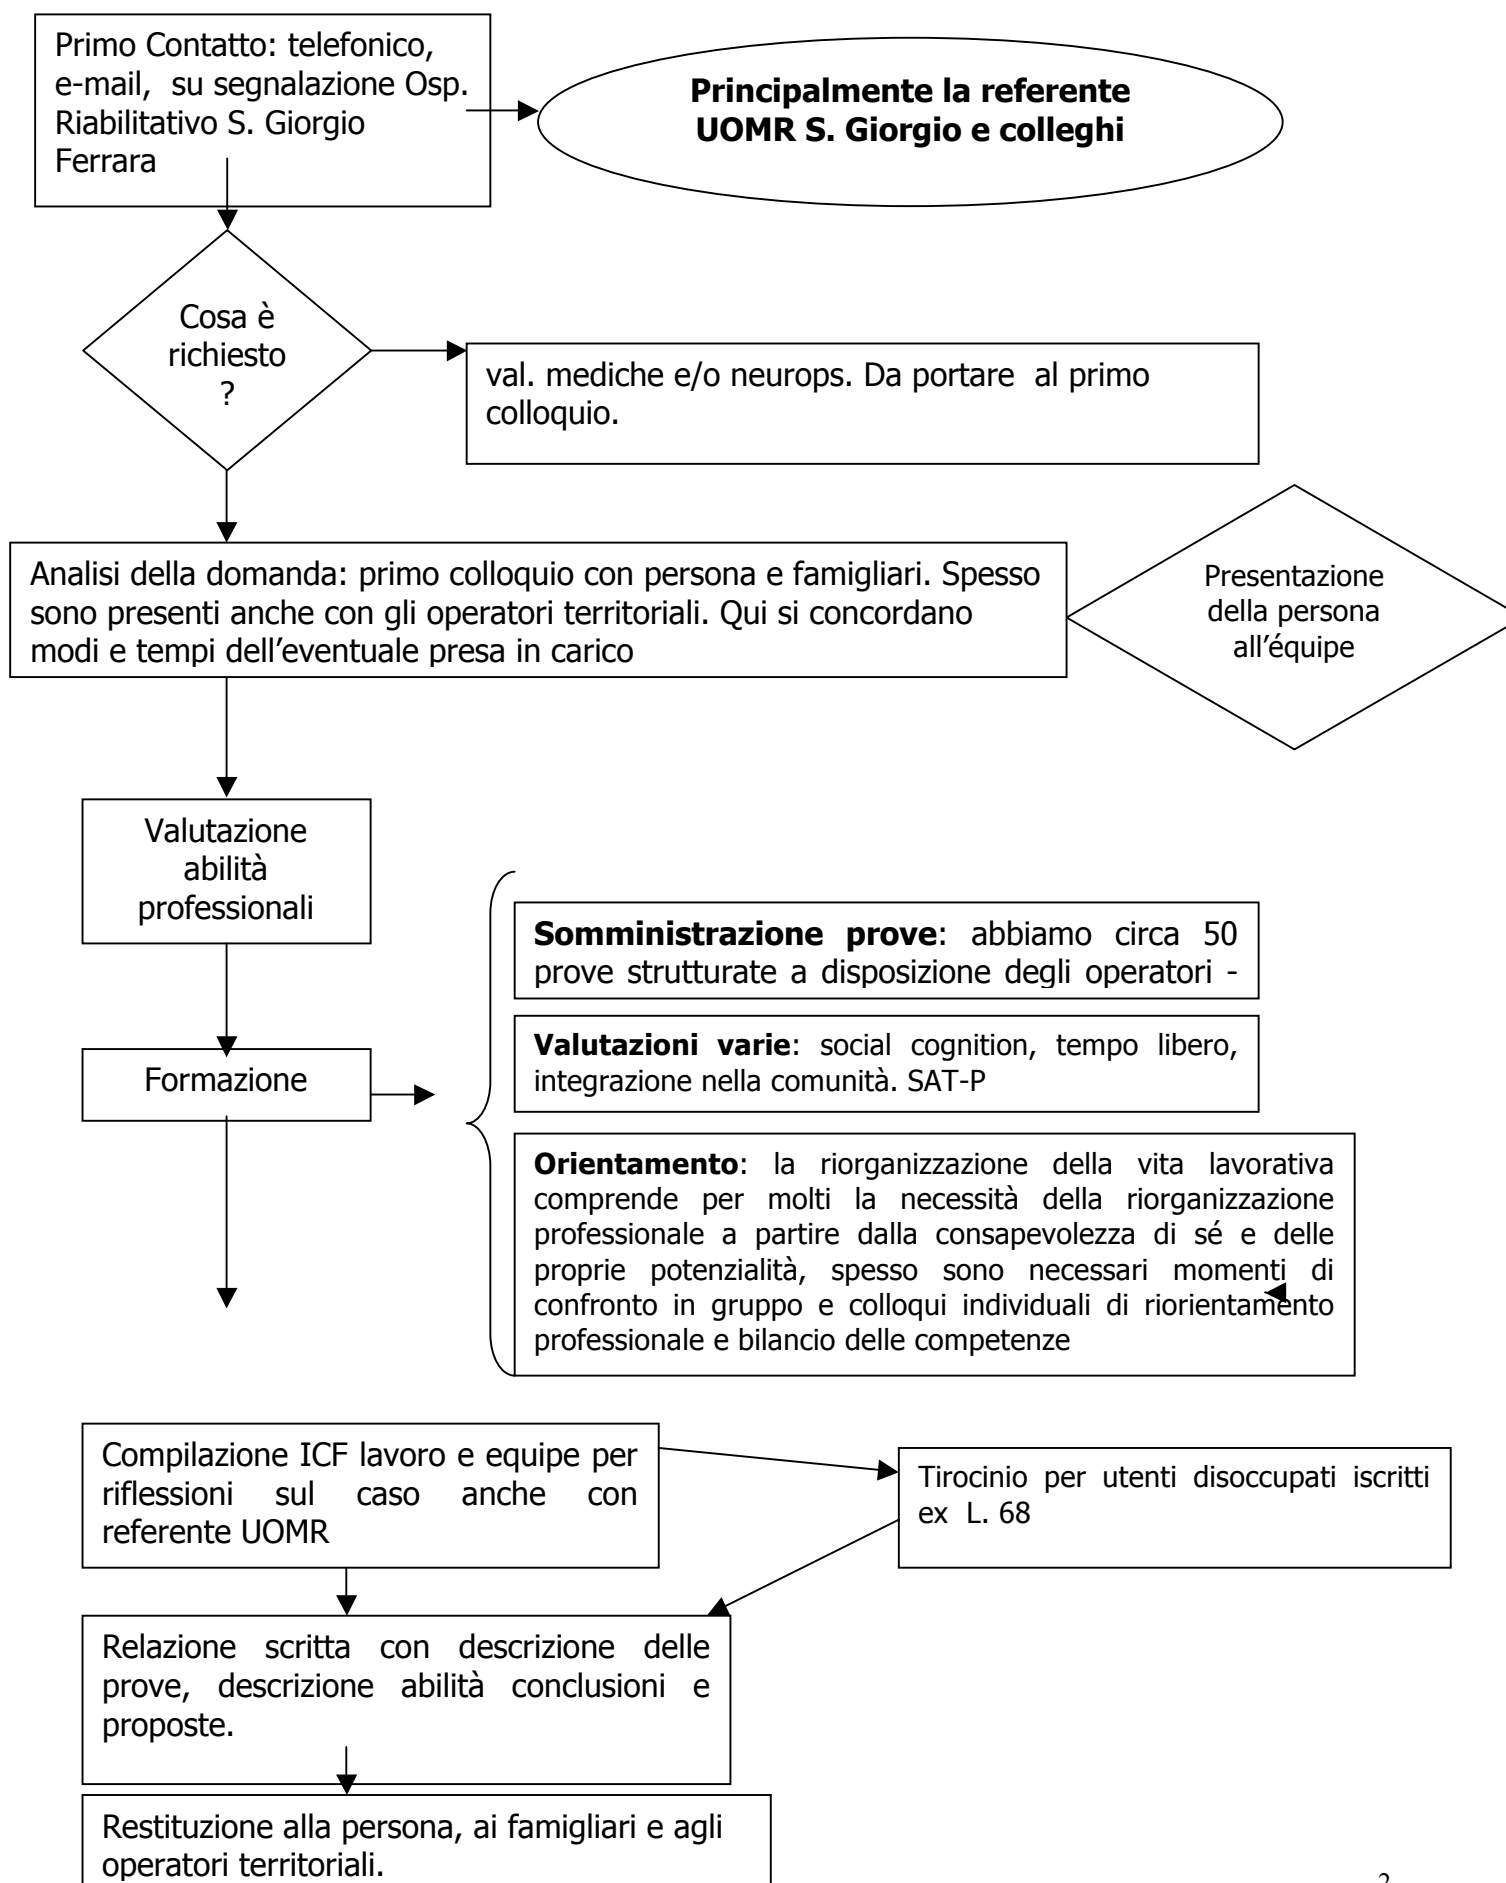 Primo Contatto: telefonico,
e-mail, su segnalazione Osp.
Riabilitativo S. Giorgio
Ferrara
Principalmente la referente
UOMR S. Giorgio e colleghi
Cosa è
richiesto
?
val. mediche e/o neurops. Da portare al primo
colloquio.
Analisi della domanda: primo colloquio con persona e famigliari. Spesso
sono presenti anche con gli operatori territoriali. Qui si concordano
modi e tempi dell’eventuale presa in carico
Presentazione
della persona
all’équipe
Valutazione
abilità
professionali
Somministrazione prove: abbiamo circa 50
prove strutturate a disposizione degli operatori -
Valutazioni varie: social cognition, tempo libero,
integrazione nella comunità. SAT-P
Formazione
Orientamento: la riorganizzazione della vita lavorativa
comprende per molti la necessità della riorganizzazione
professionale a partire dalla consapevolezza di sé e delle
proprie potenzialità, spesso sono necessari momenti di
confronto in gruppo e colloqui individuali di riorientamento
professionale e bilancio delle competenze
Compilazione ICF lavoro e equipe per
riflessioni sul caso anche con
referente UOMR
Tirocinio per utenti disoccupati iscritti
ex L. 68
Relazione scritta con descrizione delle
prove, descrizione abilità conclusioni e
proposte.
Restituzione alla persona, ai famigliari e agli
operatori territoriali.
2